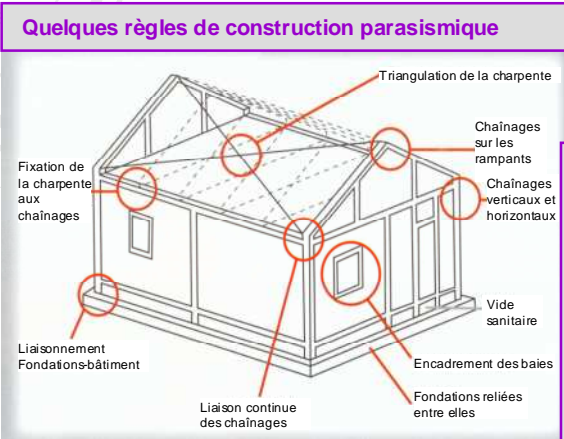 Quelques règles de construction parasismique
Triangulation de la charpente
Chaînages
sur les
rampants
Fixation de
la charpente
aux
chaînages
Chaînages
verticaux et
horizontaux
Vide
sanitaire
Liaisonnement
Fondations-bâtiment
Encadrement des baies
Liaison continue
des chaînages
Fondations reliées
entre elles